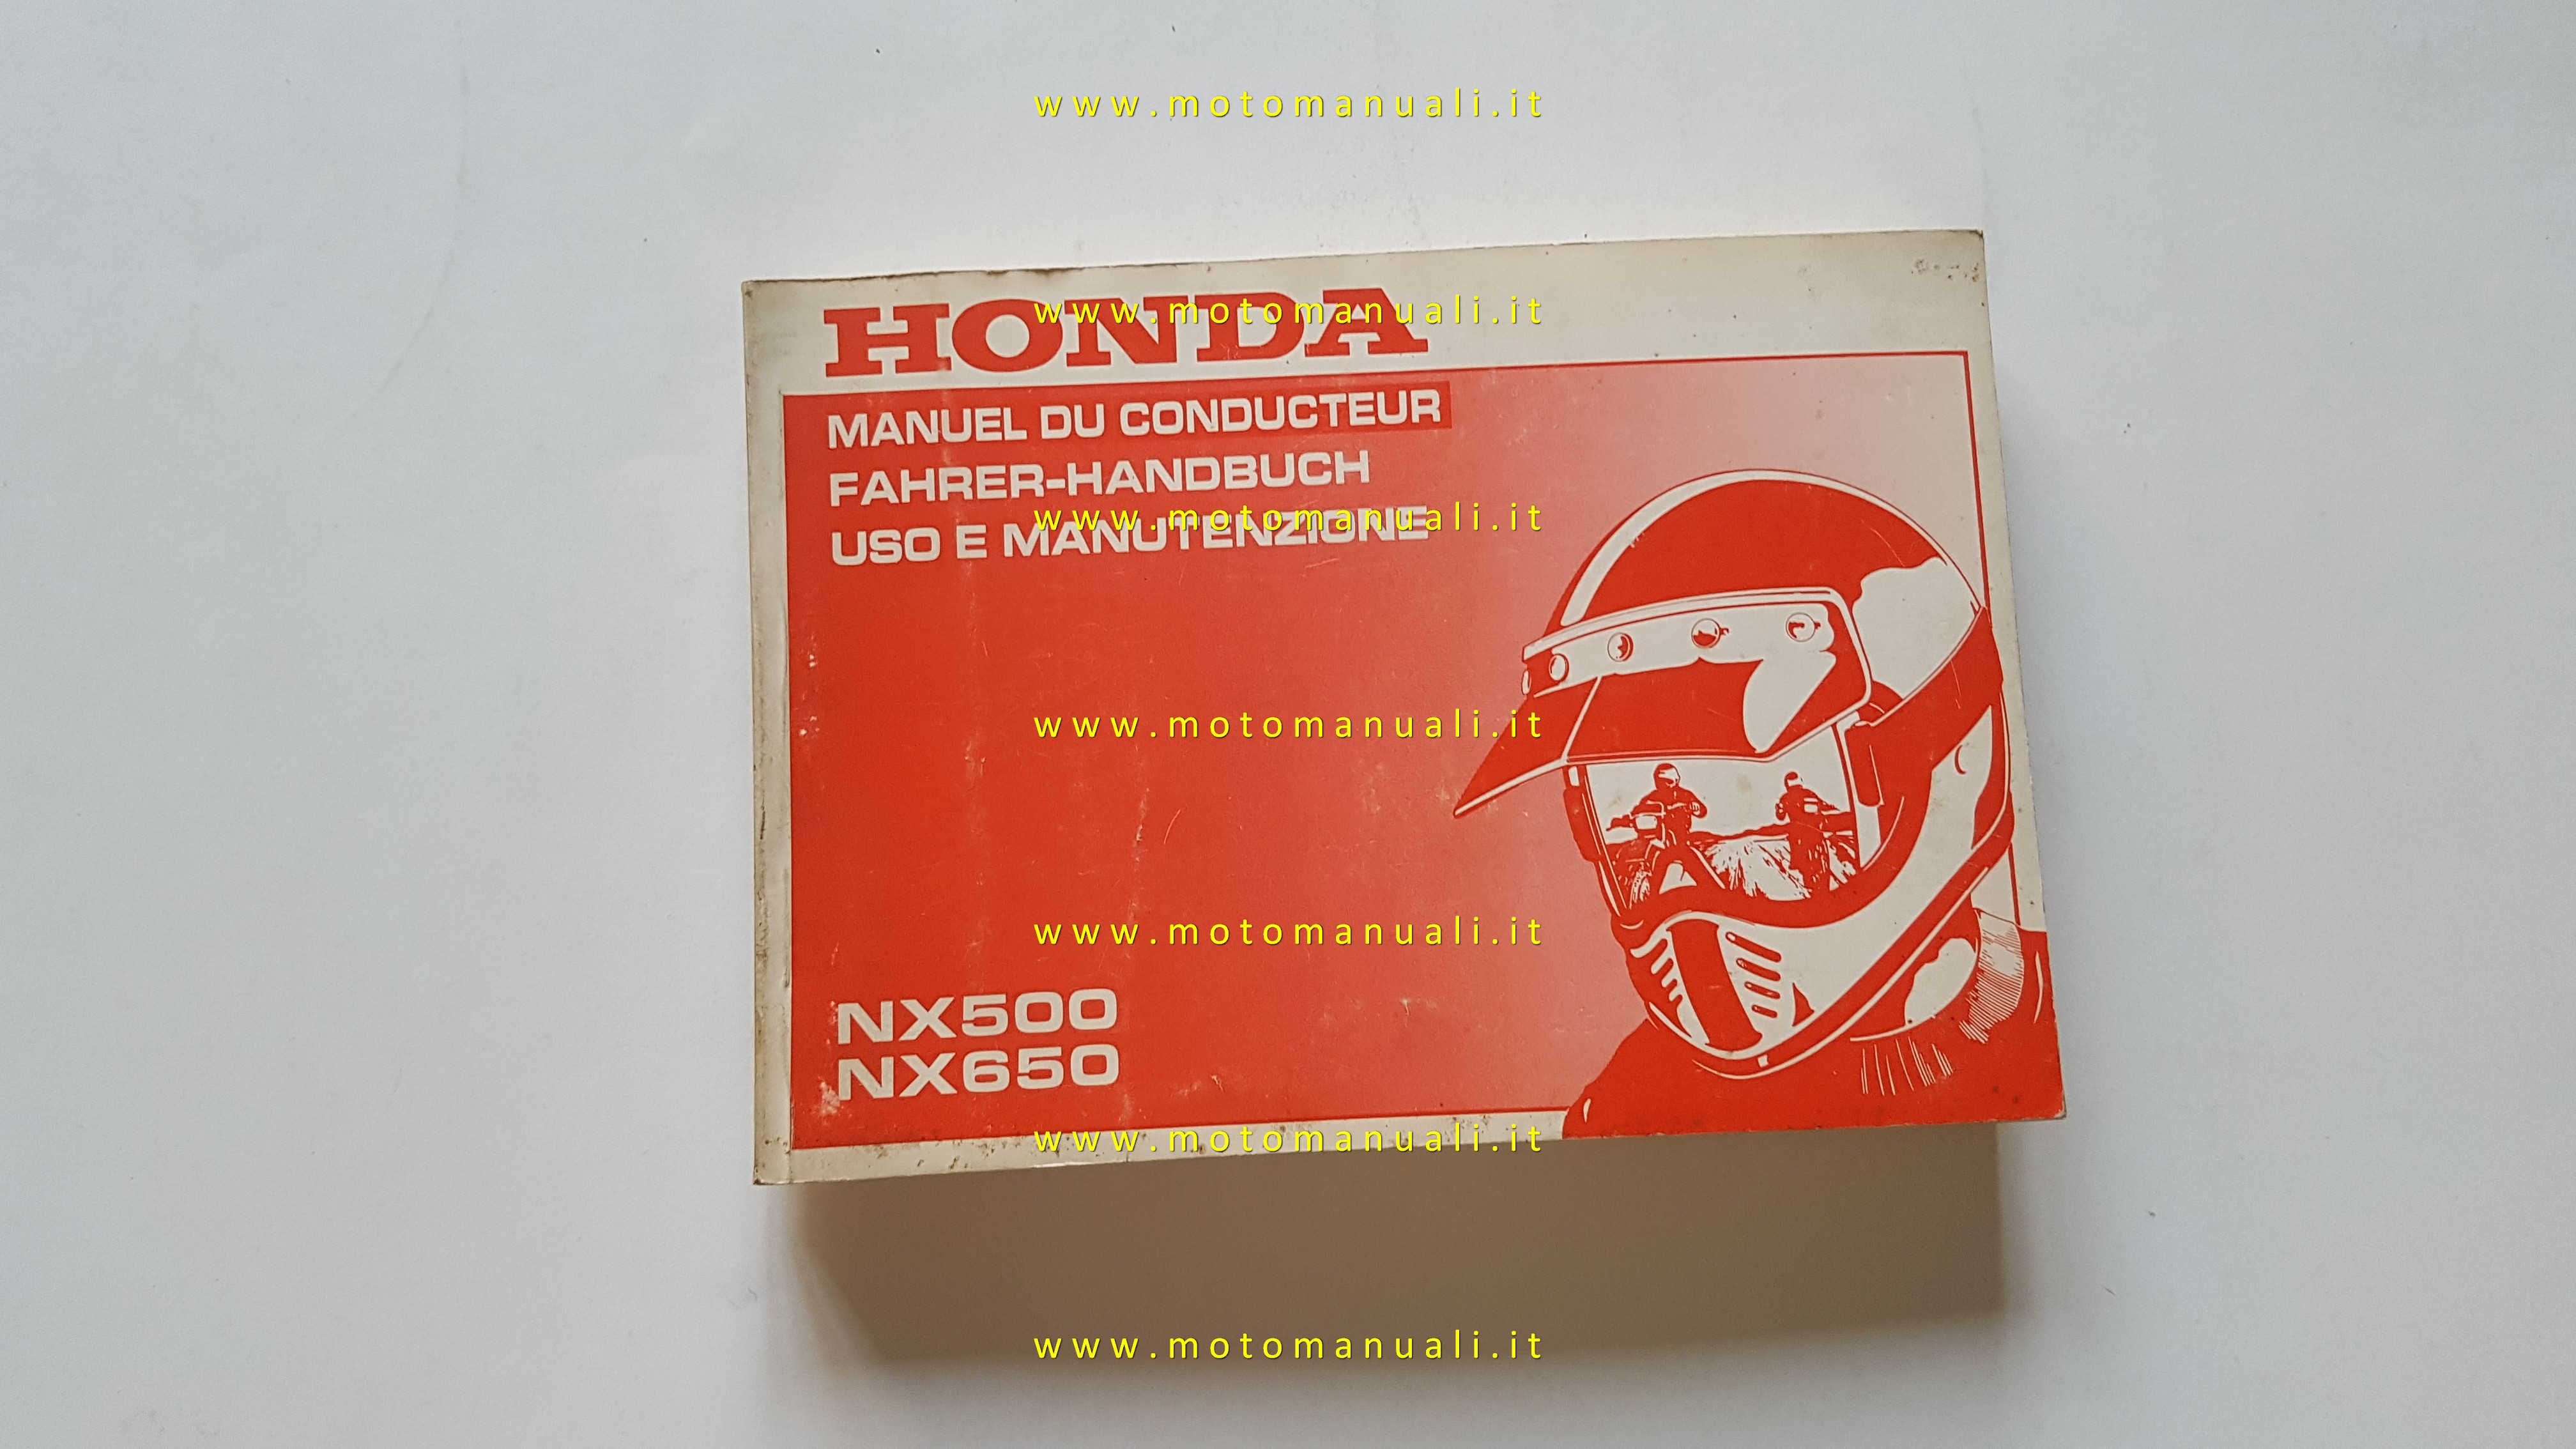 www.motomanuali.it
HONDA
www.motomanuali.it
MANUEL DU CONDUCTEUR
FAHRER-HANDBUCH
www.motomanuali.it
USO E MANUTENZIONE
www.motomanuali.it
www.motomanuali.it
NX500
NX650
www.motomanuali.it
www.motomanuali.it